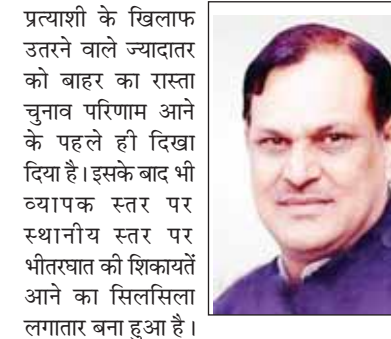 प्रत्याशी के खिलाफ
उतरने वाले ज्यादातर
को बाहर का रास्ता
चुनाव परिणाम आने
के पहले ही दिखा
दिया है। इसके बाद भी
व्यापक स्तर पर
स्थानीय स्तर पर
भीतरघात की शिकायतें
आने का सिलसिला
लगातार बना हुआ है।